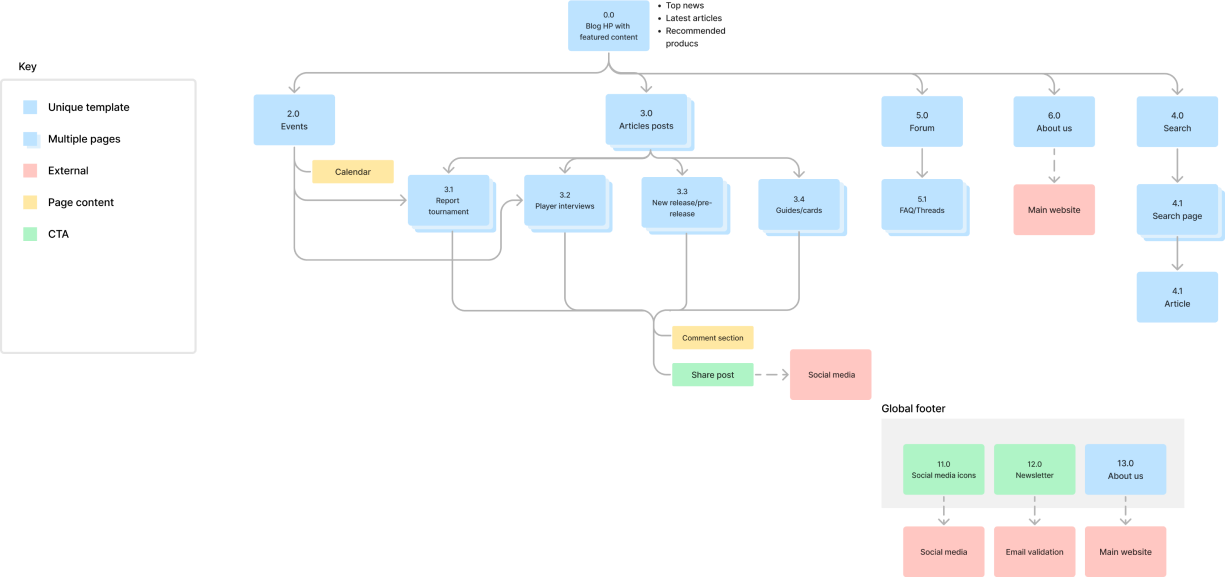 0.0
Blog HP with
featured content
• Top news
• Latest articles
• Recommended
producs
Key
Unique template
Multiple pages
External
Page content
CTA
2.0
Events
3.0
Articles posts
5.0
Forum
6.0
About us
4.0
Search
Calendar
3.1
Report
tournament
3.2
Player interviews
3.3
New release/pre-
release
3.4
Guides/cards
5.1
FAQ/Threads
Main website
4.1
Search page
4.1
Article
Comment section
Share post
Social media
Global footer
11.0
Social media icons
12.0
Newsletter
13.0
About us
Social media
Email validation
Main website